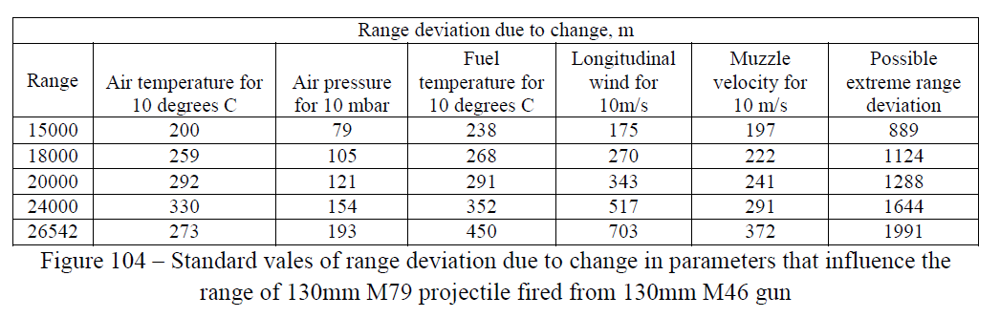 Range deviation due to change, m
Range Air temperature for 10 degrees C Air pressure for 10 mbar Fuel temperature for 10 degrees C Longitudinal wind for 10m/s Muzzle velocity for 10 m/s Possible extreme range deviation
15000 200 79 238 175 197 889
18000 259 105 268 270 222 1124
20000 292 121 291 343 241 1288
24000 330 154 352 517 291 1644
26542 273 193 450 703 372 1991
Figure 104 – Standard vales of range deviation due to change in parameters that influence the
range of 130mm M79 projectile fired from 130mm M46 gun